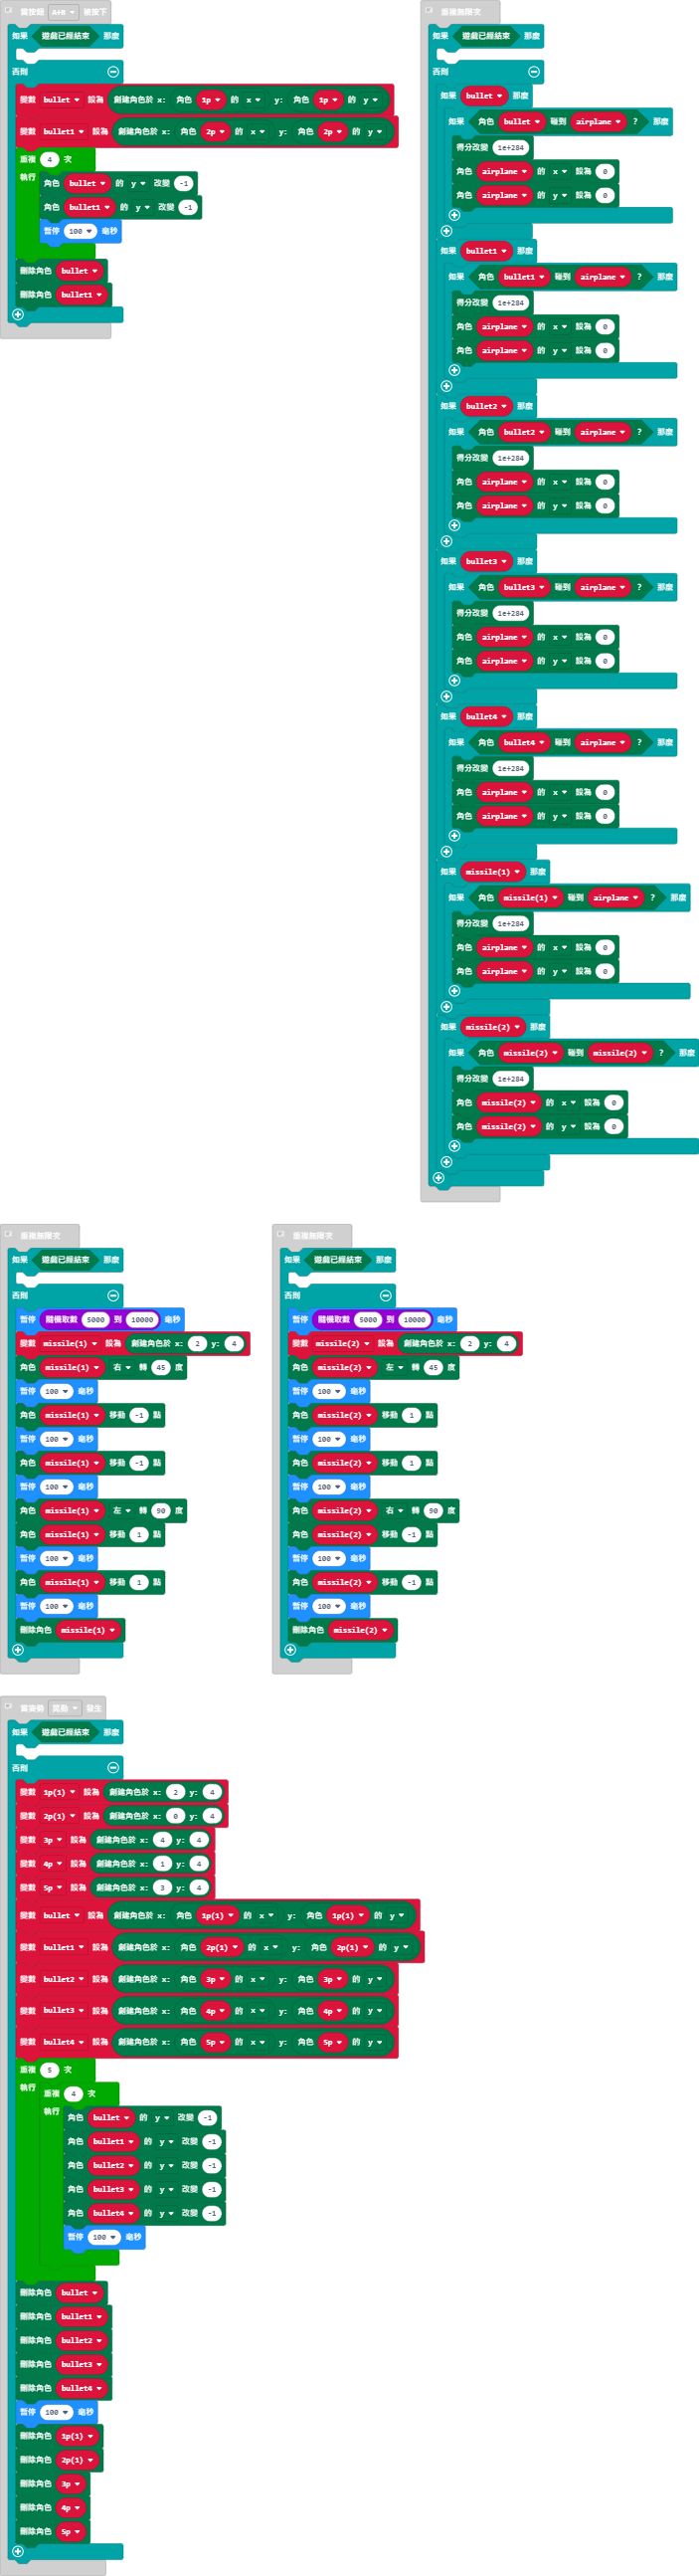 當按鈕 A+B 被按下
如果 遊戲已經結束 那麼
否則
變數 bullet 設為 創建角色於 x: 角色 1p 的 x y: 角色 1p 的 y
變數 bullet1 設為 創建角色於 x: 角色 2p 的 x y: 角色 2p 的 y
重複 4 次
執行
角色 bullet 的 y 改變 -1
角色 bullet1 的 y 改變 -1
暫停 100 毫秒
刪除角色 bullet
刪除角色 bullet1
重複無限次
如果 遊戲已經結束 那麼
否則
如果 bullet 那麼
如果 角色 bullet 碰到 airplane ? 那麼
得分改變 1e+284
角色 airplane 的 x 設為 0
角色 airplane 的 y 設為 0
如果 bullet1 那麼
如果 角色 bullet1 碰到 airplane ? 那麼
得分改變 1e+284
角色 airplane 的 x 設為 0
角色 airplane 的 y 設為 0
如果 bullet2 那麼
如果 角色 bullet2 碰到 airplane ? 那麼
得分改變 1e+284
角色 airplane 的 x 設為 0
角色 airplane 的 y 設為 0
如果 bullet3 那麼
如果 角色 bullet3 碰到 airplane ? 那麼
得分改變 1e+284
角色 airplane 的 x 設為 0
角色 airplane 的 y 設為 0
如果 bullet4 那麼
如果 角色 bullet4 碰到 airplane ? 那麼
得分改變 1e+284
角色 airplane 的 x 設為 0
角色 airplane 的 y 設為 0
如果 missile(1) 那麼
如果 角色 missile(1) 碰到 airplane ? 那麼
得分改變 1e+284
角色 airplane 的 x 設為 0
角色 airplane 的 y 設為 0
如果 missile(2) 那麼
如果 角色 missile(2) 碰到 missile(2) ? 那麼
得分改變 1e+284
角色 missile(2) 的 x 設為 0
角色 missile(2) 的 y 設為 0
重複無限次
如果 遊戲已經結束 那麼
否則
暫停 隨機取數 5000 到 10000 毫秒
變數 missile(1) 設為 創建角色於 x: 2 y: 4
角色 missile(1) 右 轉 45 度
暫停 100 毫秒
角色 missile(1) 移動 -1 點
暫停 100 毫秒
角色 missile(1) 移動 -1 點
暫停 100 毫秒
角色 missile(1) 左 轉 90 度
角色 missile(1) 移動 1 點
暫停 100 毫秒
角色 missile(1) 移動 1 點
暫停 100 毫秒
刪除角色 missile(1)
重複無限次
如果 遊戲已經結束 那麼
否則
暫停 隨機取數 5000 到 10000 毫秒
變數 missile(2) 設為 創建角色於 x: 2 y: 4
角色 missile(2) 左 轉 45 度
暫停 100 毫秒
角色 missile(2) 移動 1 點
暫停 100 毫秒
角色 missile(2) 移動 1 點
暫停 100 毫秒
角色 missile(2) 右 轉 90 度
角色 missile(2) 移動 -1 點
暫停 100 毫秒
角色 missile(2) 移動 -1 點
暫停 100 毫秒
刪除角色 missile(2)
當姿勢 晃動 發生
如果 遊戲已經結束 那麼
否則
變數 1p(1) 設為 創建角色於 x: 2 y: 4
變數 2p(1) 設為 創建角色於 x: 0 y: 4
變數 3p 設為 創建角色於 x: 4 y: 4
變數 4p 設為 創建角色於 x: 1 y: 4
變數 5p 設為 創建角色於 x: 3 y: 4
變數 bullet 設為 創建角色於 x: 角色 1p(1) 的 x y: 角色 1p(1) 的 y
變數 bullet1 設為 創建角色於 x: 角色 2p(1) 的 x y: 角色 2p(1) 的 y
變數 bullet2 設為 創建角色於 x: 角色 3p 的 x y: 角色 3p 的 y
變數 bullet3 設為 創建角色於 x: 角色 4p 的 x y: 角色 4p 的 y
變數 bullet4 設為 創建角色於 x: 角色 5p 的 x y: 角色 5p 的 y
重複 5 次
執行
重複 4 次
執行
角色 bullet 的 y 改變 -1
角色 bullet1 的 y 改變 -1
角色 bullet2 的 y 改變 -1
角色 bullet3 的 y 改變 -1
角色 bullet4 的 y 改變 -1
暫停 100 毫秒
刪除角色 bullet
刪除角色 bullet1
刪除角色 bullet2
刪除角色 bullet3
刪除角色 bullet4
暫停 100 毫秒
刪除角色 1p(1)
刪除角色 2p(1)
刪除角色 3p
刪除角色 4p
刪除角色 5p